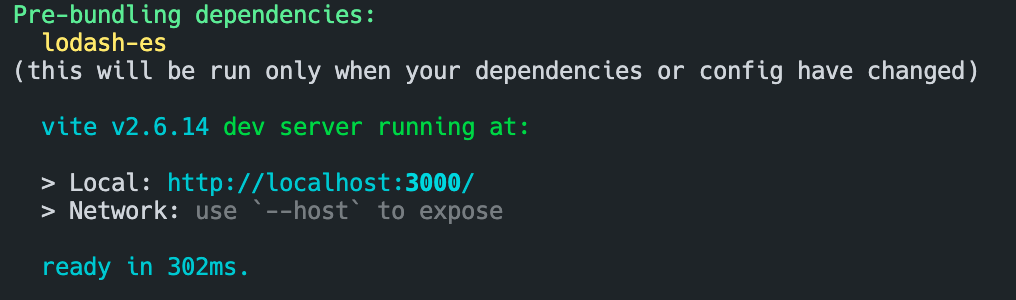 Pre-bundling dependencies:
lodash-es
(this will be run only when your dependencies or config have changed)
vite v2.6.14 dev server running at:
> Local: http://localhost:3000/
> Network: use `--host` to expose
ready in 302ms.